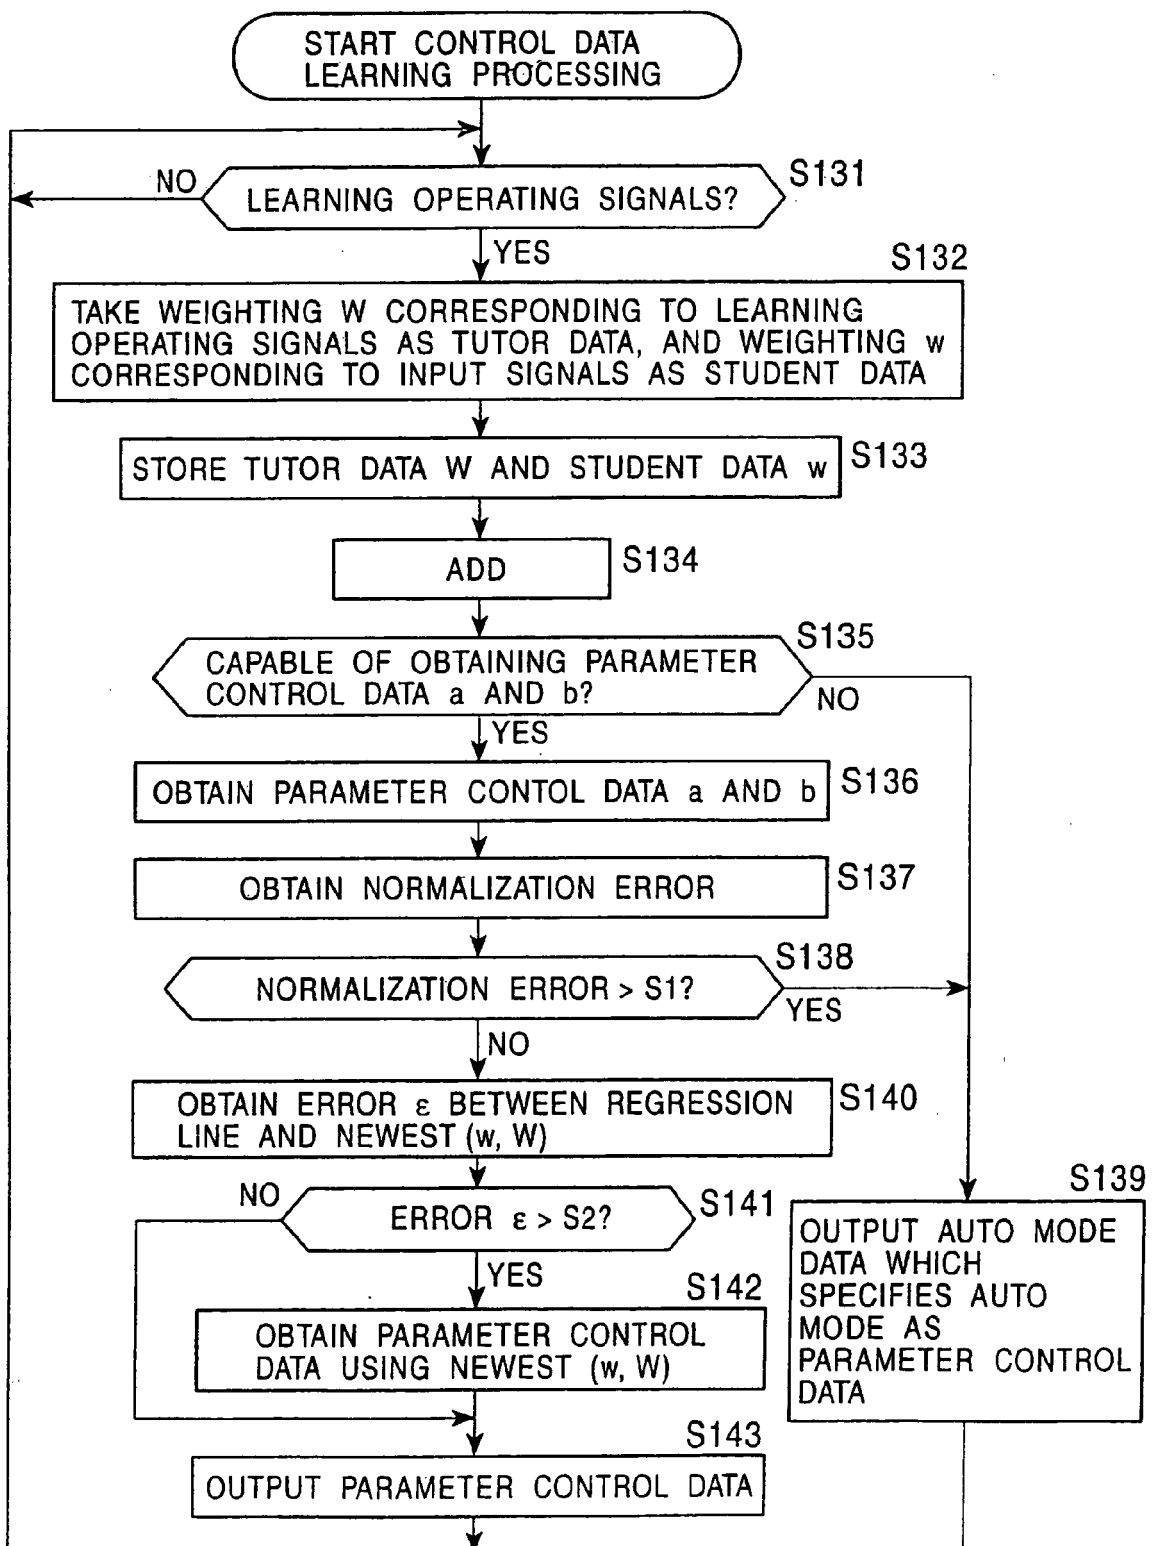 START CONTROL DATA
LEARNING PROCESSING
NO
LEARNING OPERATING SIGNALS?
S131
YES
S132
TAKE WEIGHTING W CORRESPONDING TO LEARNING
OPERATING SIGNALS AS TUTOR DATA, AND WEIGHTING w
CORRESPONDING TO INPUT SIGNALS AS STUDENT DATA
STORE TUTOR DATA W AND STUDENT DATA w
S133
ADD
S134
S135
CAPABLE OF OBTAINING PARAMETER
CONTROL DATA a AND b?
NO
YES
OBTAIN PARAMETER CONTOL DATA a AND b
S136
OBTAIN NORMALIZATION ERROR
S137
S138
NORMALIZATION ERROR > S1?
YES
NO
OBTAIN ERROR ε BETWEEN REGRESSION
LINE AND NEWEST (w, W)
S140
NO
ERROR ε > S2?
S141
S139
OUTPUT AUTO MODE
DATA WHICH
SPECIFIES AUTO
MODE AS
PARAMETER CONTROL
DATA
YES
S142
OBTAIN PARAMETER CONTROL
DATA USING NEWEST (w, W)
S143
OUTPUT PARAMETER CONTROL DATA